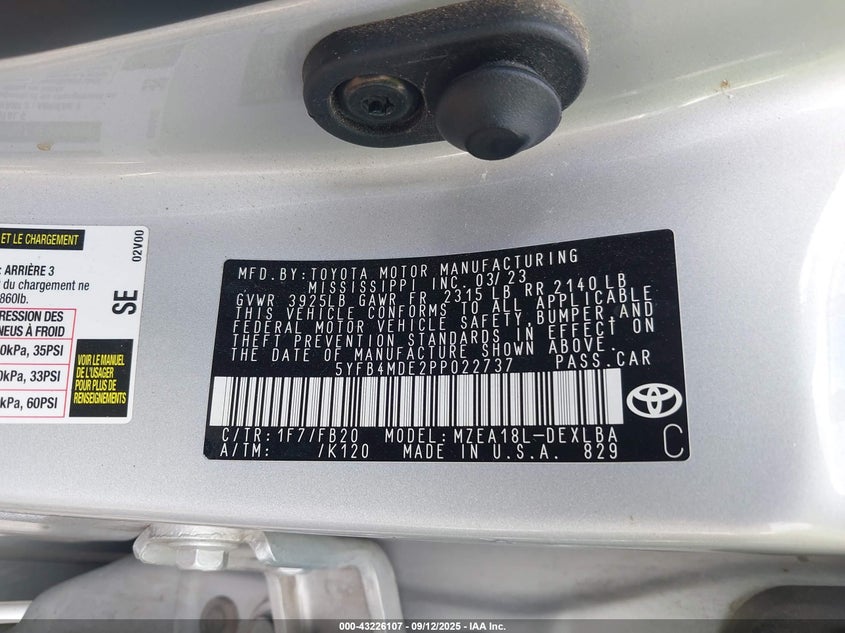 ET LE CHARGEMENT
02V00
: ARRIÈRE 3
du chargement ne
860lb.
SE
RESSION DES
NEUS À FROID
0kPa, 35PSI
0kPa, 33PSI
kPa, 60PSI
VOIR LE MANUEL
DE L'USAGER
POUR PLUS DE
RENSEIGNEMENTS
MFD.BY: TOYOTA MOTOR MANUFACTURING
MISSISSIPPI INC. 03/23
GVWR 3925LB GAWR FR 2315LB RR 2140LB
THIS VEHICLE CONFORMS TO ALL APPLICABLE
FEDERAL MOTOR VEHICLE SAFETY,BUMPER,AND
THEFT PREVENTION STANDARDS IN EFFECT ON
THE DATE OF MANUFACTURE SHOWN ABOVE.
5YFB4MDE2PP022737 PASS.CAR
C/TR: 1F7/FB20 MODEL: MZEA18L-DEXLBA
A/TM: /K120 MADE IN U.S.A. 829
C
000-43226107 - 09/12/2025 - IAA Inc.